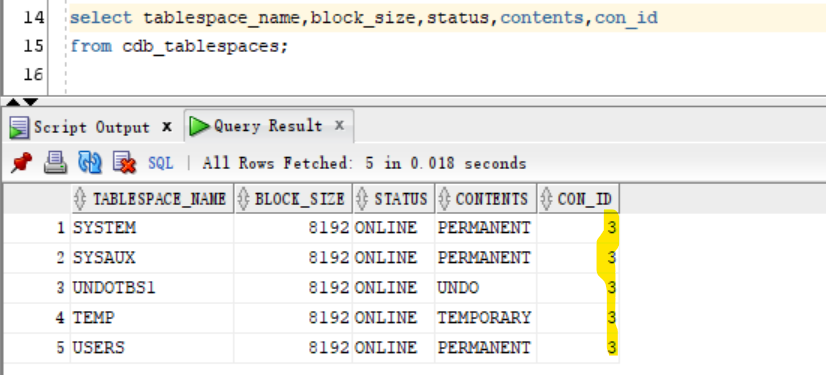 14 select tablespace_name,block_size,status,contents,con_id
15 from cdb_tablespaces;
16
Script Output x Query Result x
SQL | All Rows Fetched: 5 in 0.018 seconds
TABLESPACE_NAME BLOCK_SIZE STATUS CONTENTS CON_ID
1 SYSTEM 8192 ONLINE PERMANENT 3
2 SYSAUX 8192 ONLINE PERMANENT 3
3 UNDOTBS1 8192 ONLINE UNDO 3
4 TEMP 8192 ONLINE TEMPORARY 3
5 USERS 8192 ONLINE PERMANENT 3